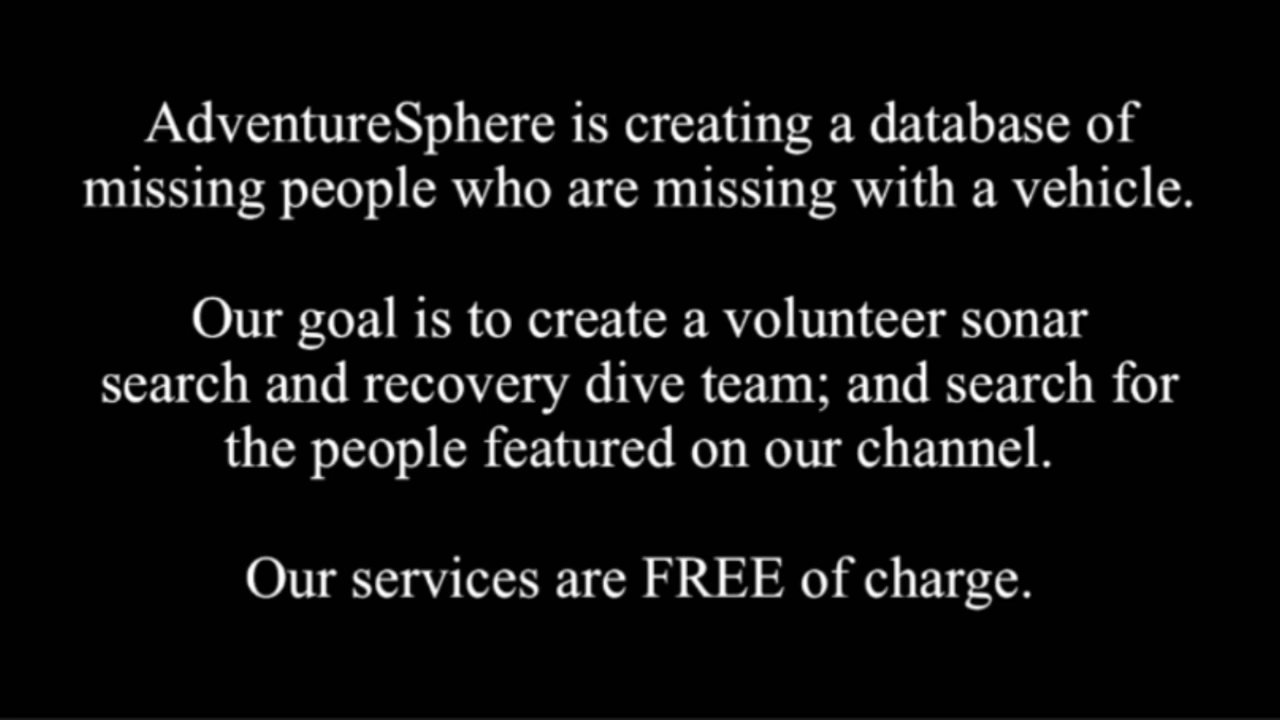 AdventureSphere is creating a database of
missing people who are missing with a vehicle.
Our goal is to create a volunteer sonar
search and recovery dive team; and search for
the people featured on our channel.
Our services are FREE of charge.